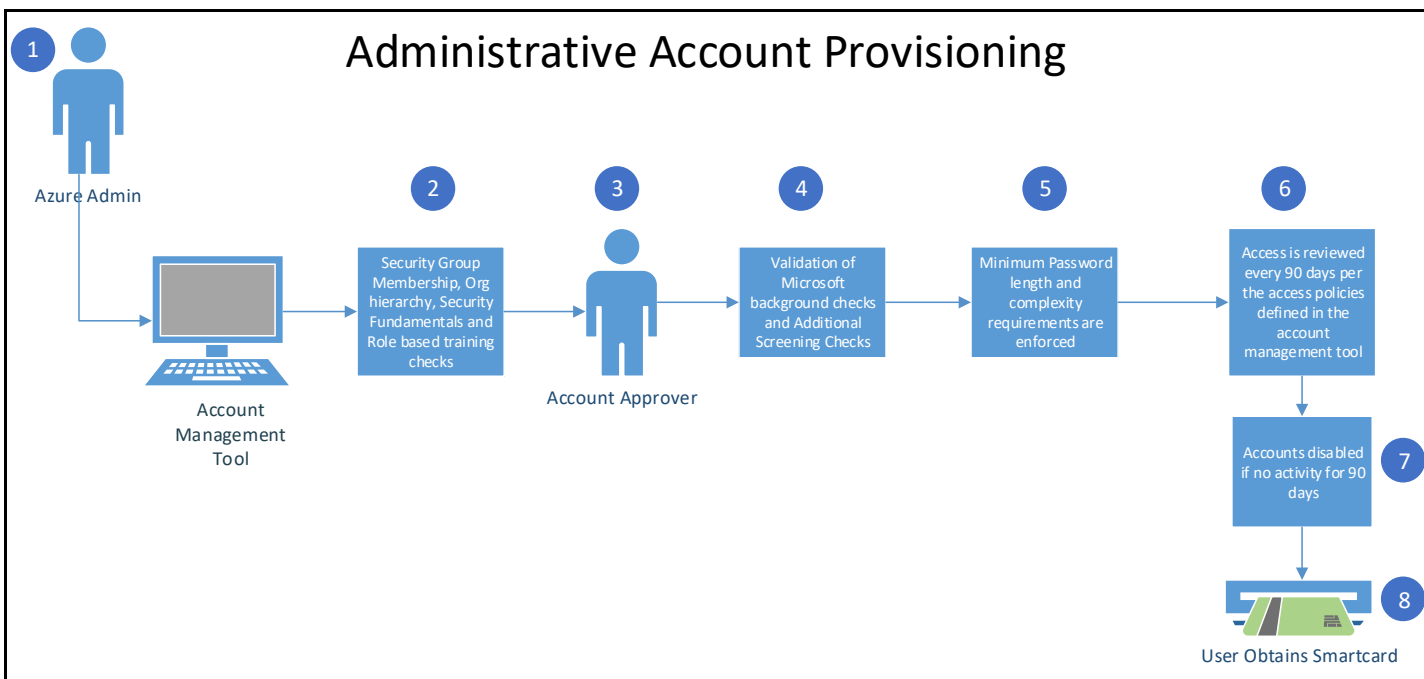 Administrative Account Provisioning
1
Azure Admin
Account
Management
Tool
2
Security Group
Membership, Org
hierarchy, Security
Fundamentals and
Role based training
checks
3
Account Approver
4
Validation of
Microsoft
background checks
and Additional
Screening Checks
5
Minimum Password
length and
complexity
requirements are
enforced
6
Access is reviewed
every 90 days per
the access policies
defined in the
account
management tool
7
Accounts disabled
if no activity for 90
days
8
User Obtains Smartcard